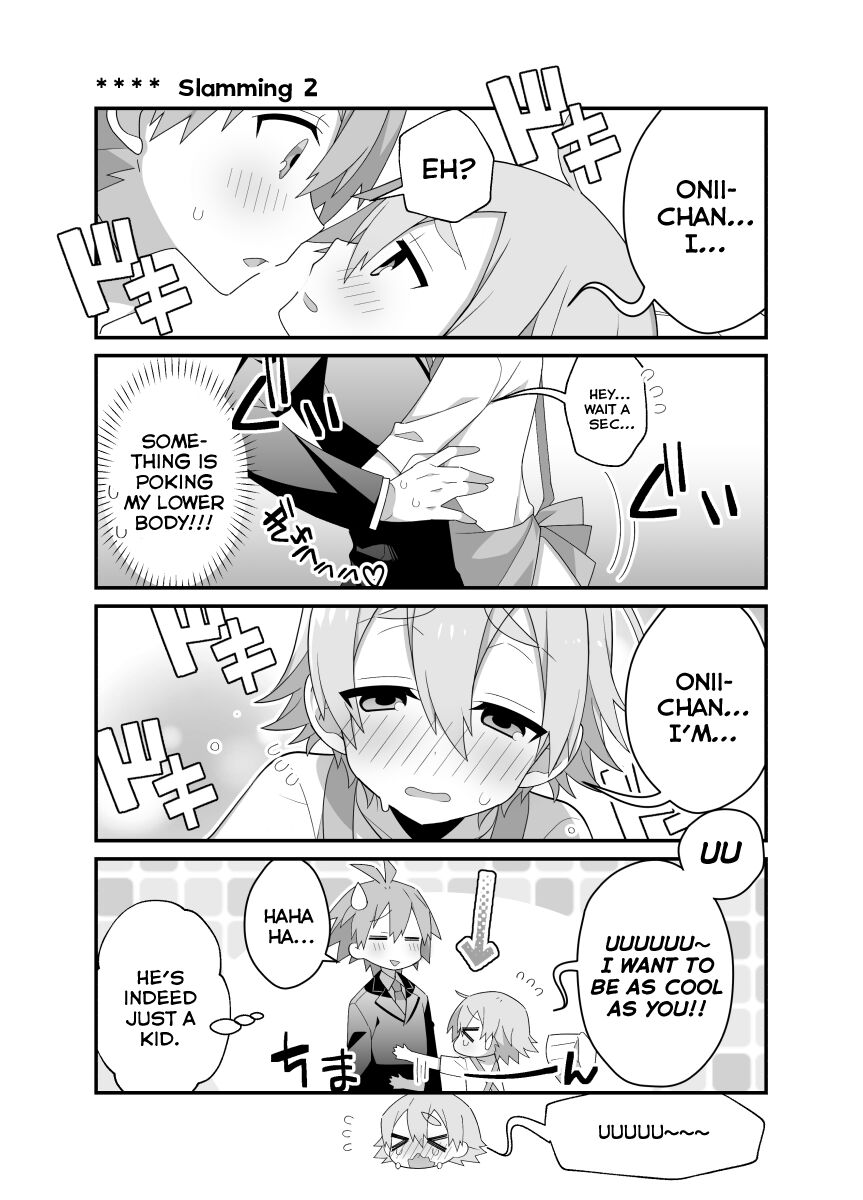 **** Slamming 2
ドキ
ONII-
CHAN...
I...
EH?
ドキ
HEY...
WAIT A
SEC...
ぐい
ぐい
SOME-
THING IS
POKING
MY LOWER
BODY!!!
ドキ
ONII-
CHAN...
I'M...
ドキ
UU
UUUUUU~
I WANT TO
BE AS COOL
AS YOU!!
HAHA
HA...
HE'S
INDEED
JUST A
KID.
ちまーん
UUUUU~~~